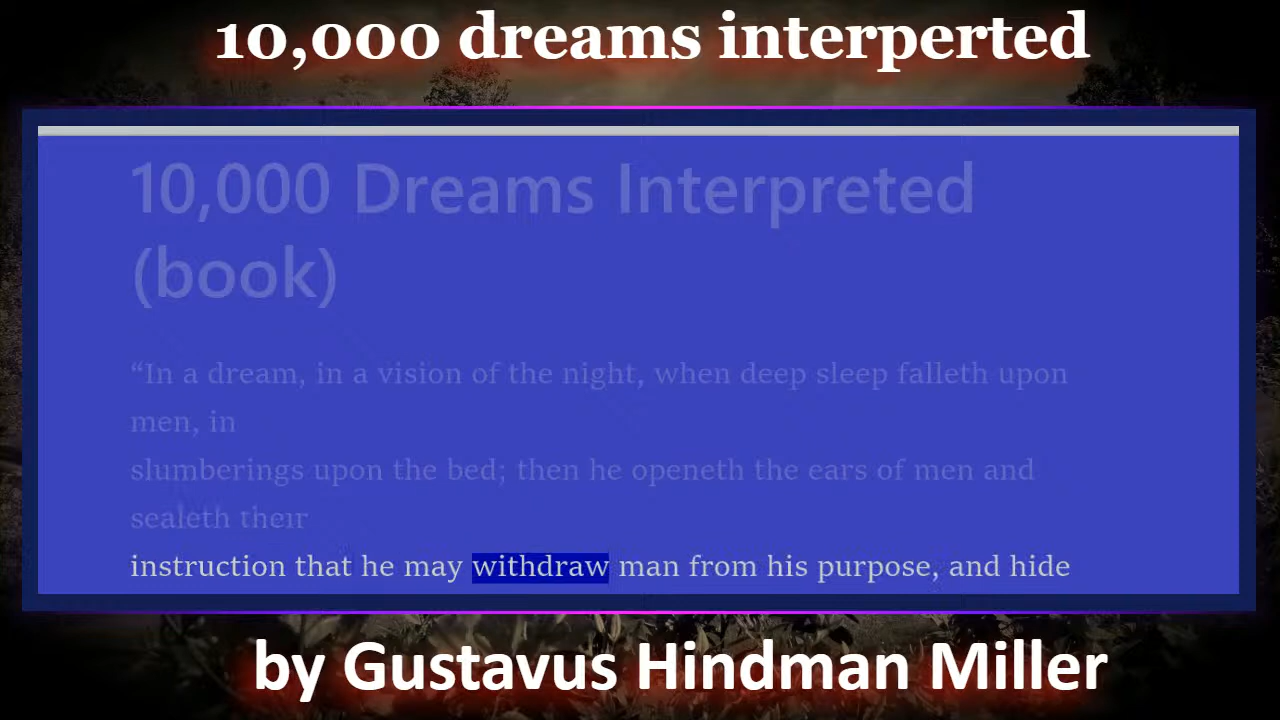 10,000 dreams interperted
10,000 Dreams Interpreted
(book)
“In a dream, in a vision of the night, when deep sleep falleth upon
men, in
slumberings upon the bed; then he openeth the ears of men and
sealeth their
instruction that he may withdraw man from his purpose, and hide
by Gustavus Hindman Miller